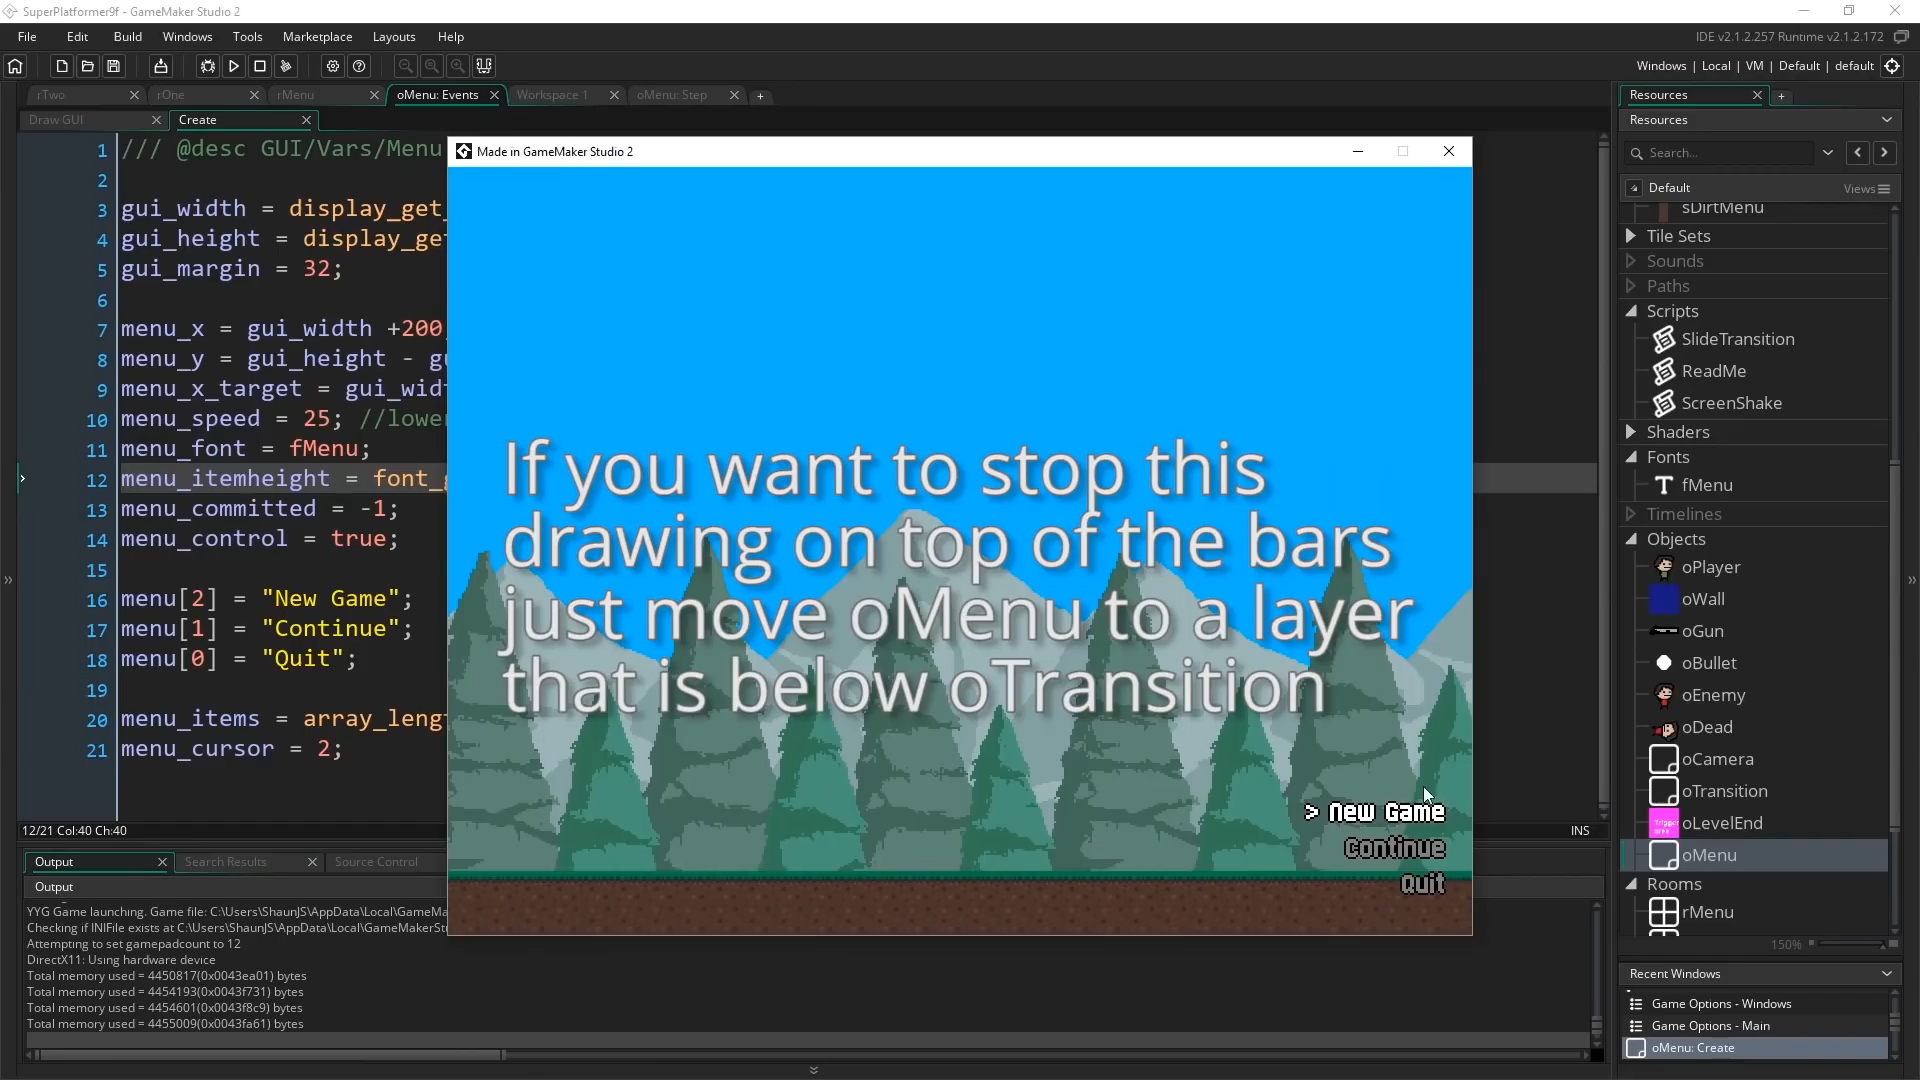 SuperPlatformer9f - GameMaker Studio 2
File Edit Build Windows Tools Marketplace Layouts Help
IDE v2.1.2.257 Runtime v2.1.2.172
Windows | Local | VM | Default | default
rTwo rOne rMenu oMenu: Events Workspace 1 oMenu: Step
Draw GUI Create
1 /// @desc GUI/Vars/Menu
2
3 gui_width = display_get_
4 gui_height = display_get
5 gui_margin = 32;
6
7 menu_x = gui_width +200
8 menu_y = gui_height - gu
9 menu_x_target = gui_widt
10 menu_speed = 25; //lower
11 menu_font = fMenu;
12 menu_itemheight = font_g
13 menu_committed = -1;
14 menu_control = true;
15
16 menu[2] = "New Game";
17 menu[1] = "Continue";
18 menu[0] = "Quit";
19
20 menu_items = array_lengt
21 menu_cursor = 2;
12/21 Col:40 Ch:40
INS
Made in GameMaker Studio 2
If you want to stop this
drawing on top of the bars
just move oMenu to a layer
that is below oTransition
> New Game
Continue
Quit
Output Search Results Source Control
Output
YYG Game launching. Game file: C:\Users\ShaunJS\AppData\Local\GameMa
Checking if INIFile exists at C:\Users\ShaunJS\AppData\Local\GameMakerSt
Attempting to set gamepadcount to 12
DirectX11: Using hardware device
Total memory used = 4450817(0x0043ea01) bytes
Total memory used = 4454193(0x0043f731) bytes
Total memory used = 4454601(0x0043f8c9) bytes
Total memory used = 4455009(0x0043fa61) bytes
Resources
Resources
Search...
Default
Views
sDirtMenu
Tile Sets
Sounds
Paths
Scripts
SlideTransition
ReadMe
ScreenShake
Shaders
Fonts
fMenu
Timelines
Objects
oPlayer
oWall
oGun
oBullet
oEnemy
oDead
oCamera
oTransition
oLevelEnd
oMenu
Rooms
rMenu
150%
Recent Windows
Game Options - Windows
Game Options - Main
oMenu: Create